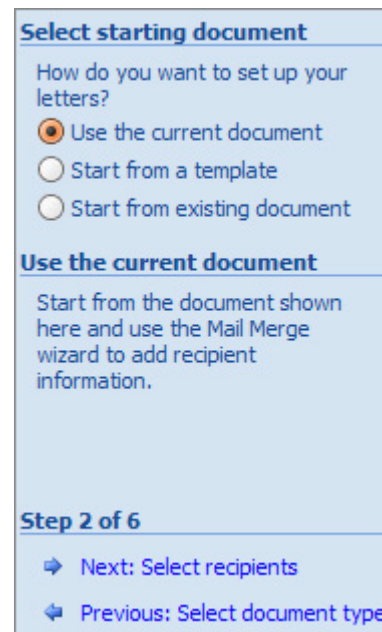 Select starting document
How do you want to set up your
letters?
Use the current document
Start from a template
Start from existing document
Use the current document
Start from the document shown
here and use the Mail Merge
wizard to add recipient
information.
Step 2 of 6
Next: Select recipients
Previous: Select document type